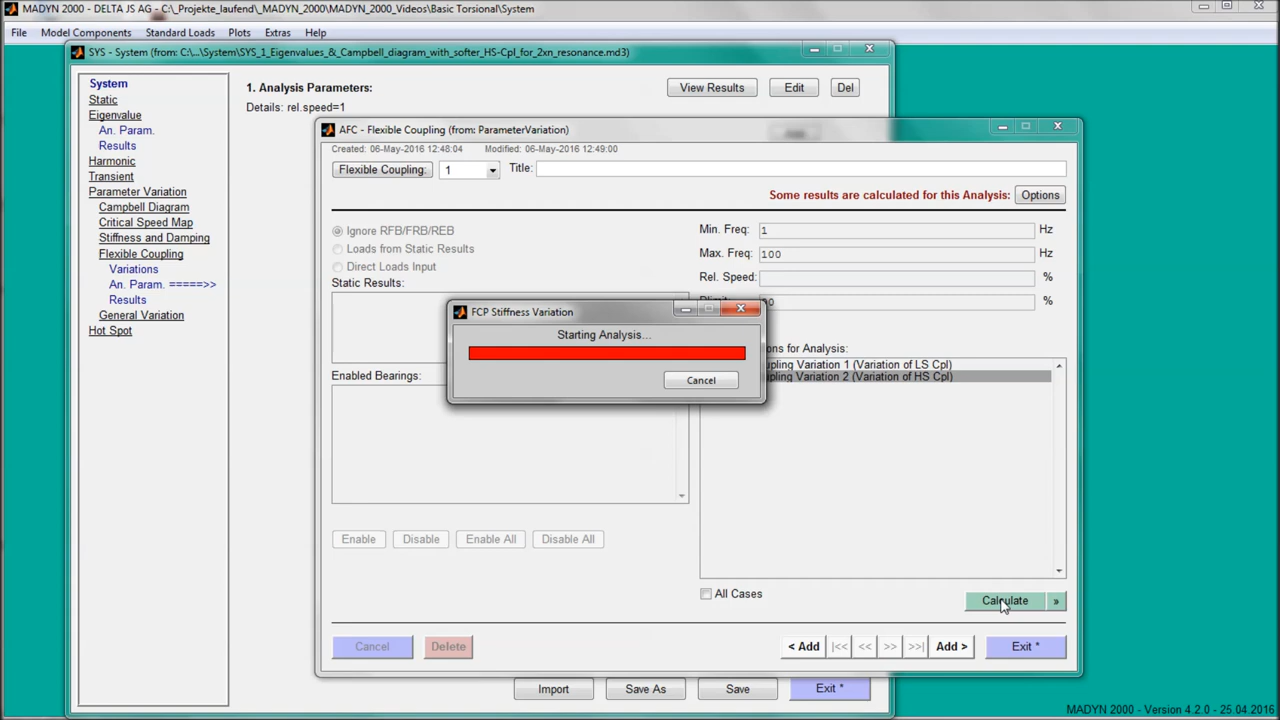 MADYN 2000 - DELTA JS AG - C:\_Projekte_laufend\_MADYN_2000\MADYN_2000_Videos\Basic Torsional\System
File Model Components Standard Loads Plots Extras Help
SYS - System (from: C:\...\System\SYS_1_Eigenvalues_&_Campbell_diagram_with_softer_HS-Cpl_for_2xn_resonance.md3)
System
Static
Eigenvalue
An. Param.
Results
Harmonic
Transient
Parameter Variation
Campbell Diagram
Critical Speed Map
Stiffness and Damping
Flexible Coupling
Variations
An. Param. =====>>
Results
General Variation
Hot Spot
1. Analysis Parameters:
View Results Edit Del
Details: rel.speed=1
AFC - Flexible Coupling (from: ParameterVariation)
Created: 06-May-2016 12:48:04 Modified: 06-May-2016 12:49:00
Flexible Coupling: 1 Title:
Some results are calculated for this Analysis: Options
Ignore RFB/FRB/REB
Loads from Static Results
Direct Loads Input
Static Results:
Enabled Bearings:
Min. Freq: 1 Hz
Max. Freq: 100 Hz
Rel. Speed: %
%
ons for Analysis:
upling Variation 1 (Variation of LS Cpl)
upling Variation 2 (Variation of HS Cpl)
FCP Stiffness Variation
Starting Analysis...
Cancel
Enable Disable Enable All Disable All
All Cases
Calculate »
Cancel Delete < Add |<< << >> >>| Add > Exit *
Import Save As Save Exit *
MADYN 2000 - Version 4.2.0 - 25.04.2016